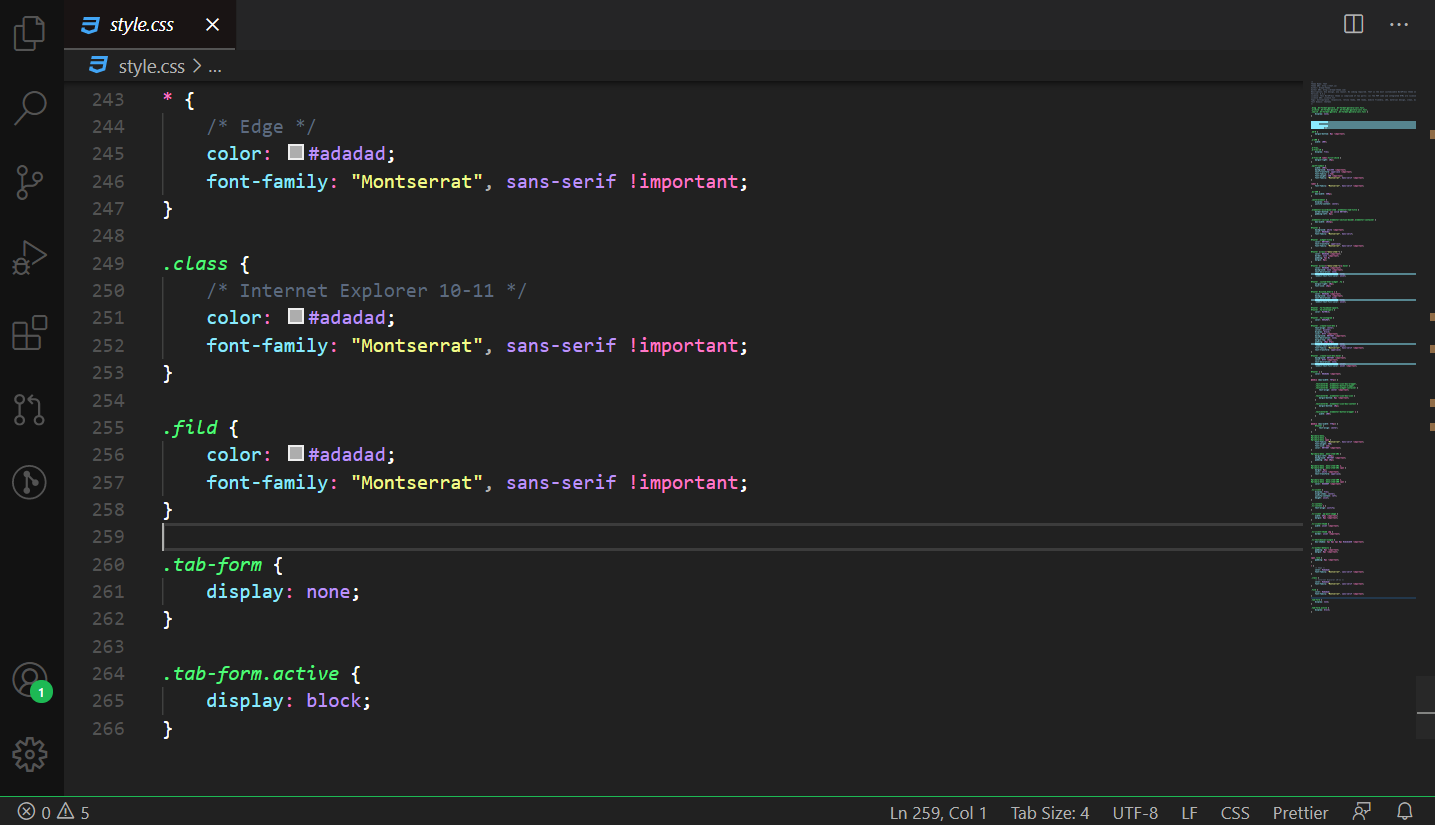 style.css
style.css > ...
243 * {
244 /* Edge */
245 color: #adadad;
246 font-family: "Montserrat", sans-serif !important;
247 }
248
249 .class {
250 /* Internet Explorer 10-11 */
251 color: #adadad;
252 font-family: "Montserrat", sans-serif !important;
253 }
254
255 .fild {
256 color: #adadad;
257 font-family: "Montserrat", sans-serif !important;
258 }
259
260 .tab-form {
261 display: none;
262 }
263
264 .tab-form.active {
265 display: block;
266 }
1
0 5 Ln 259, Col 1 Tab Size: 4 UTF-8 LF CSS Prettier